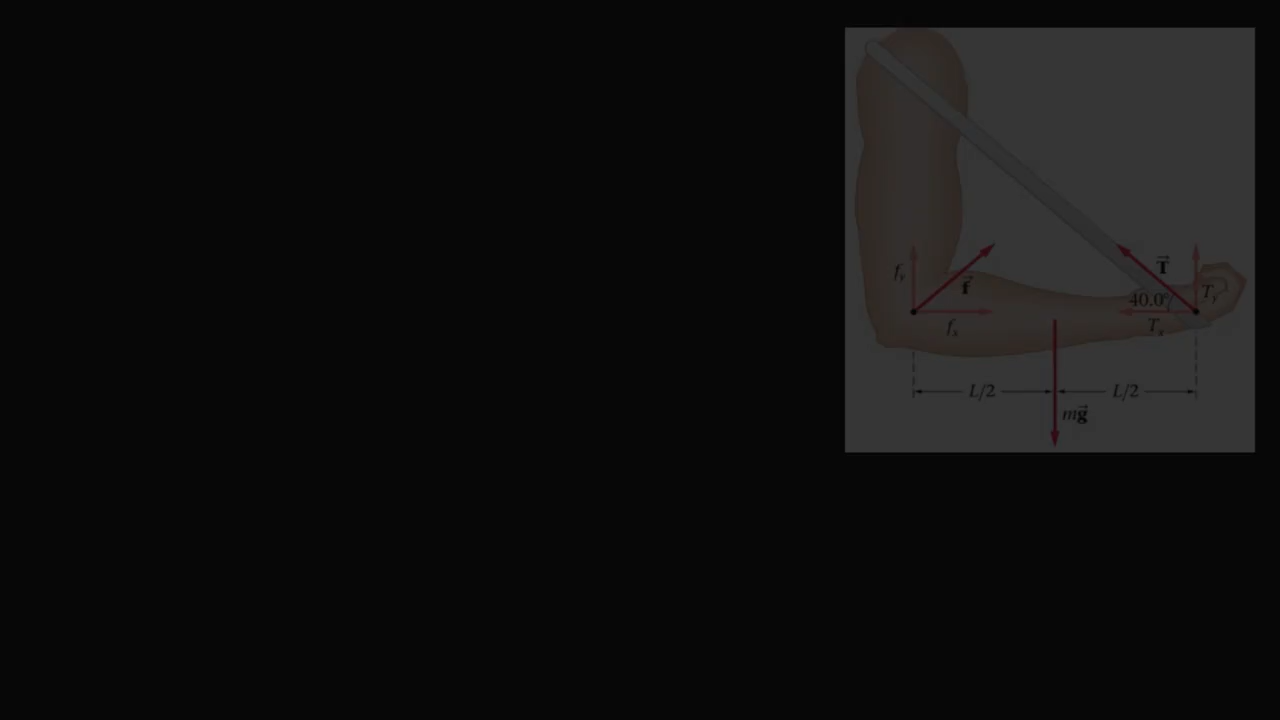 f_y
f⃗
f_x
40.0°
T⃗
T_y
T_x
L/2
L/2
mg⃗